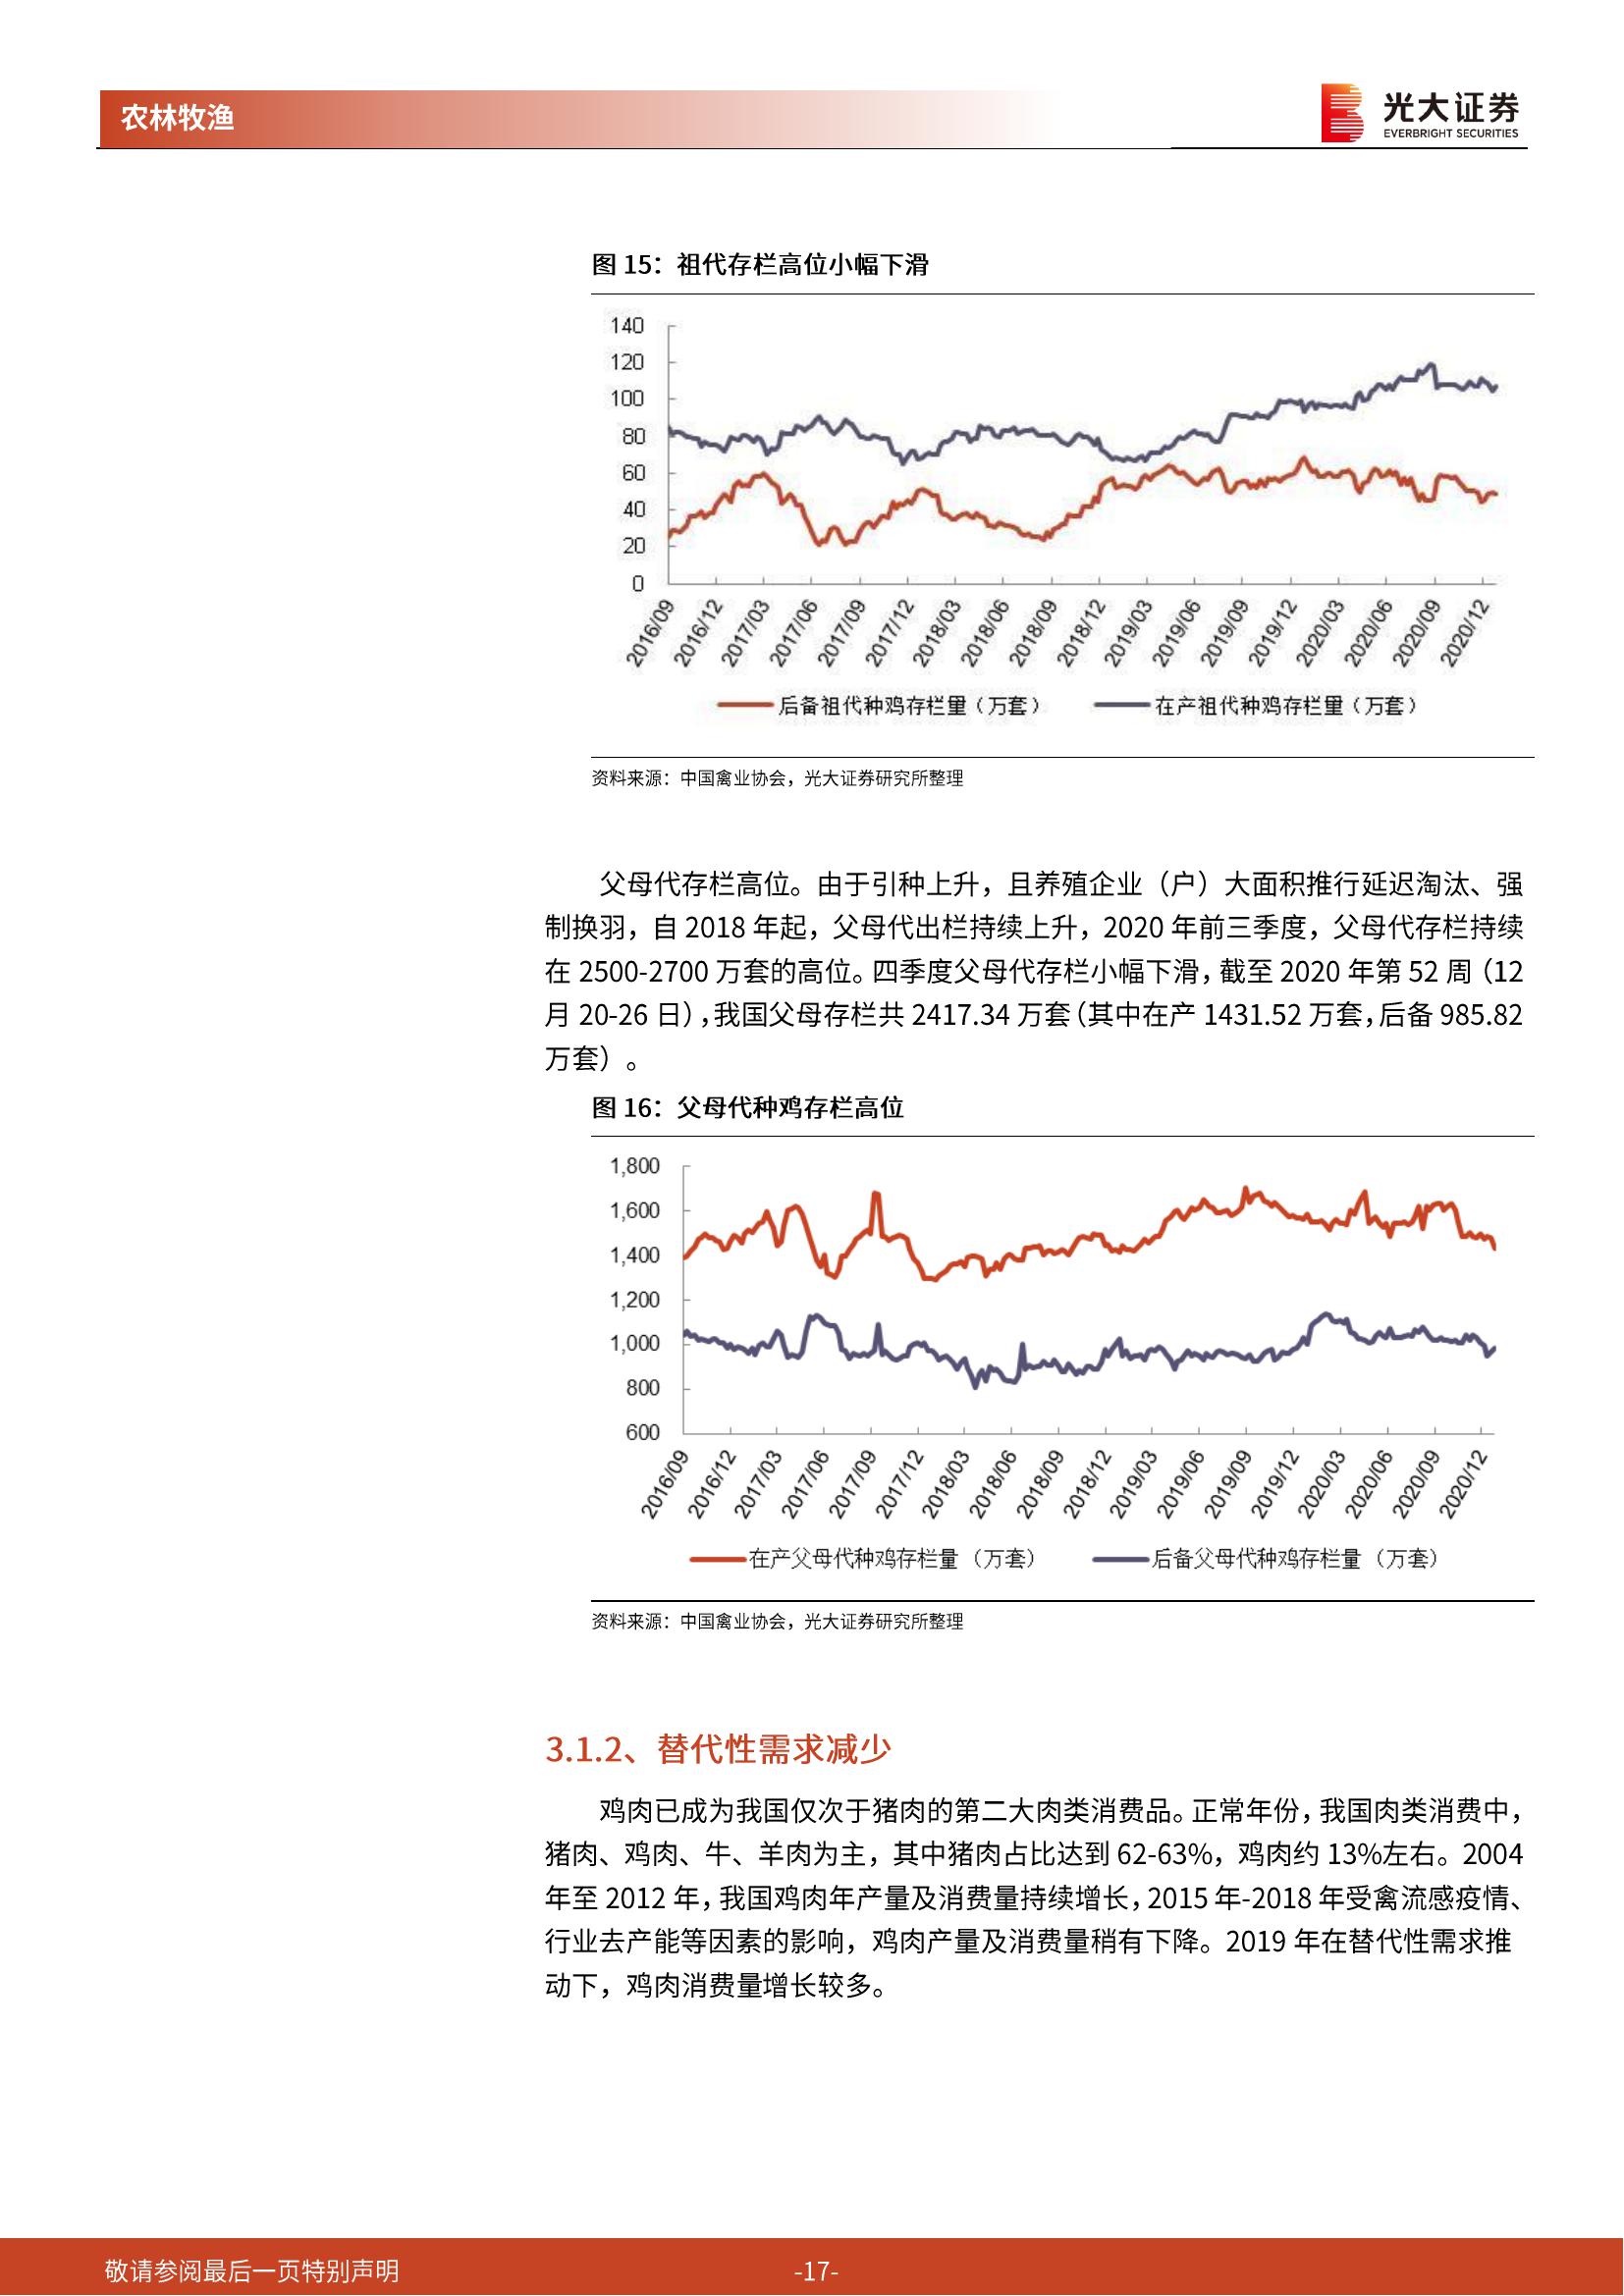 农林牧渔
光大证券
EVERBRIGHT SECURITIES
图 15：祖代存栏高位小幅下滑
140
120
100
80
60
40
20
0
2016/09 2016/12 2017/03 2017/06 2017/09 2017/12 2018/03 2018/06 2018/09 2018/12 2019/03 2019/06 2019/09 2019/12 2020/03 2020/06 2020/09 2020/12
后备祖代种鸡存栏量（万套） 在产祖代种鸡存栏量（万套）
资料来源：中国禽业协会，光大证券研究所整理
父母代存栏高位。由于引种上升，且养殖企业（户）大面积推行延迟淘汰、强
制换羽，自 2018 年起，父母代出栏持续上升，2020 年前三季度，父母代存栏持续
在 2500-2700 万套的高位。四季度父母代存栏小幅下滑，截至 2020 年第 52 周（12
月 20-26 日），我国父母存栏共 2417.34 万套（其中在产 1431.52 万套，后备 985.82
万套）。
图 16：父母代种鸡存栏高位
1,800
1,600
1,400
1,200
1,000
800
600
2016/09 2016/12 2017/03 2017/06 2017/09 2017/12 2018/03 2018/06 2018/09 2018/12 2019/03 2019/06 2019/09 2019/12 2020/03 2020/06 2020/09 2020/12
在产父母代种鸡存栏量（万套） 后备父母代种鸡存栏量（万套）
资料来源：中国禽业协会，光大证券研究所整理
3.1.2、替代性需求减少
鸡肉已成为我国仅次于猪肉的第二大肉类消费品。正常年份，我国肉类消费中，
猪肉、鸡肉、牛、羊肉为主，其中猪肉占比达到 62-63%，鸡肉约 13%左右。2004
年至 2012 年，我国鸡肉年产量及消费量持续增长，2015 年-2018 年受禽流感疫情、
行业去产能等因素的影响，鸡肉产量及消费量稍有下降。2019 年在替代性需求推
动下，鸡肉消费量增长较多。
敬请参阅最后一页特别声明
-17-